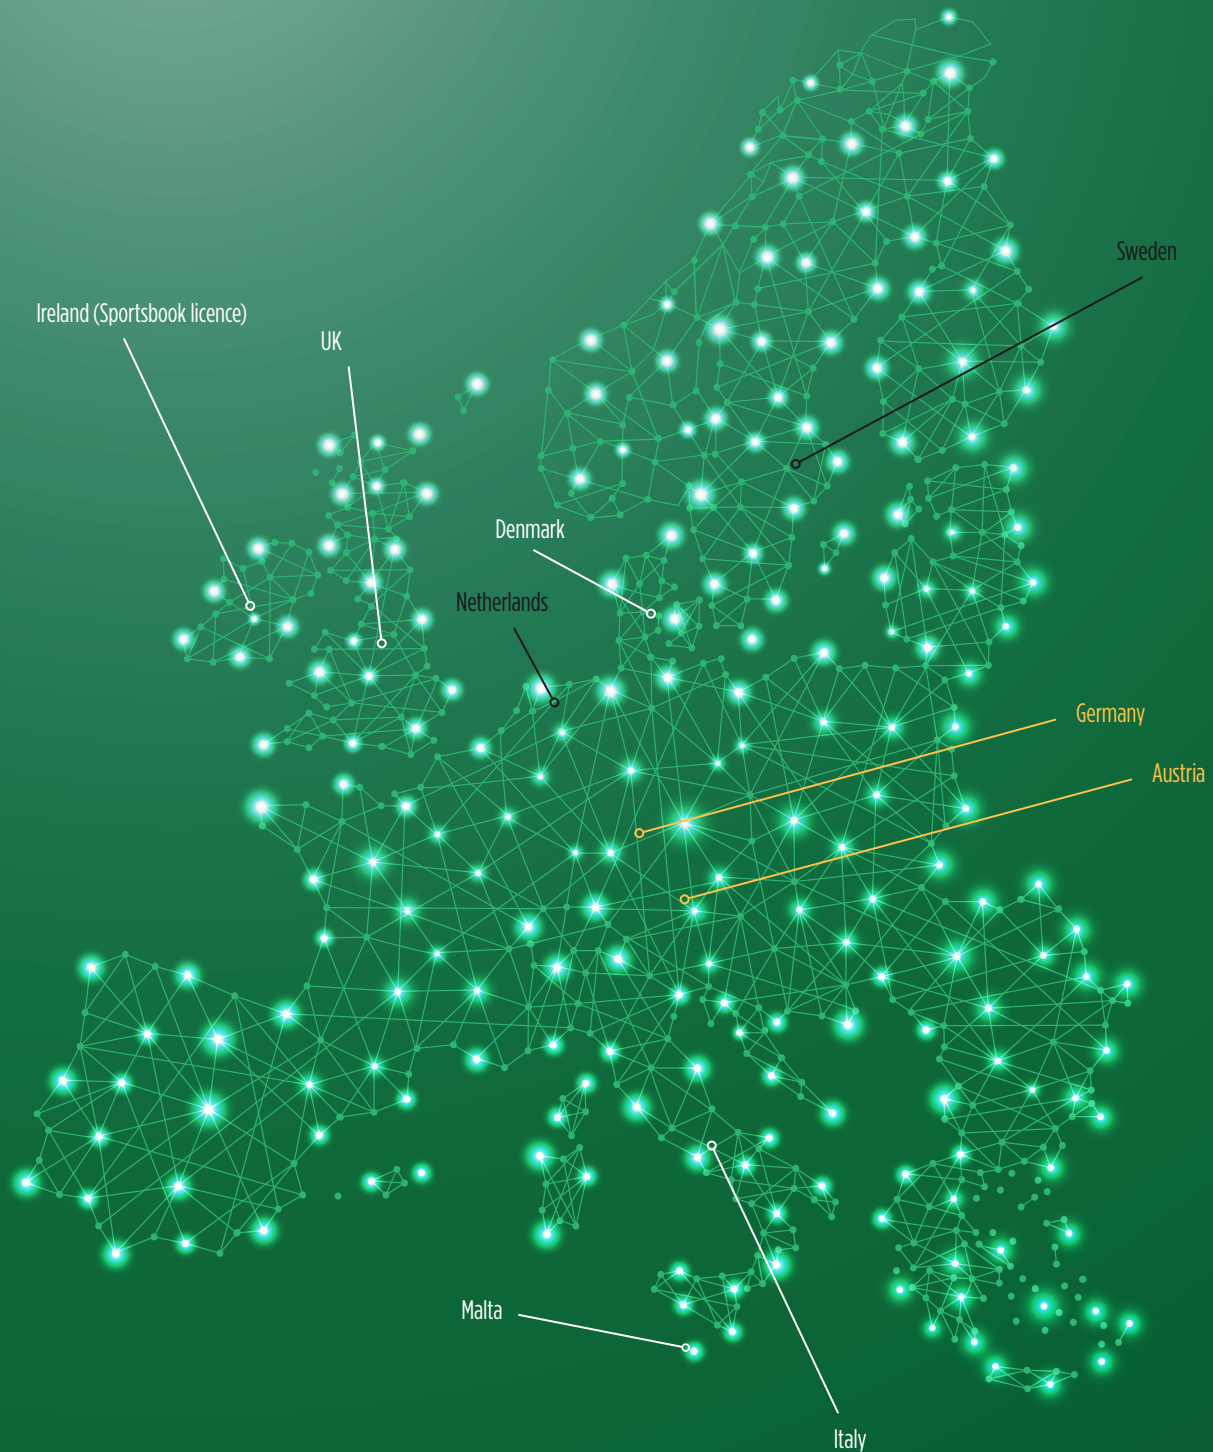 Sweden
Ireland (Sportsbook licence)
UK
Denmark
Netherlands
Germany
Austria
Malta
Italy